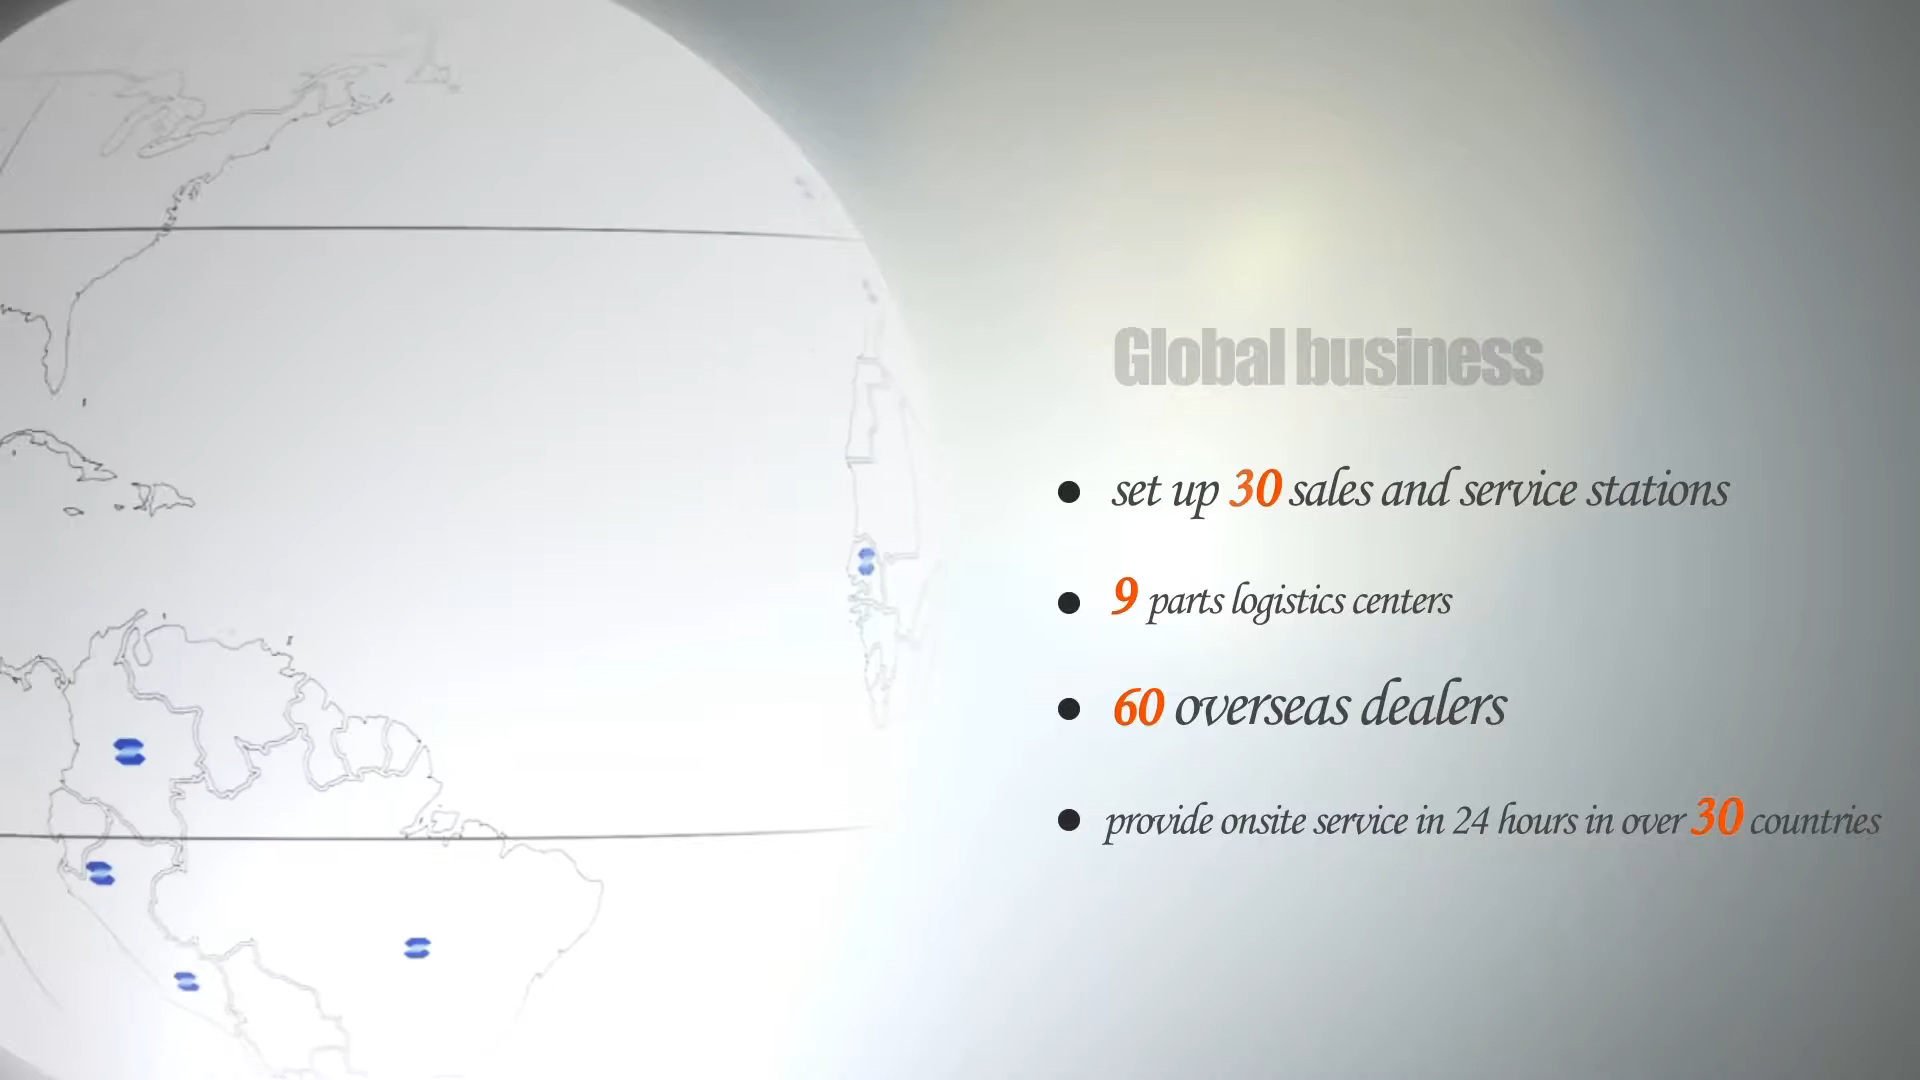 Global business
set up 30 sales and service stations
9 parts logistics centers
60 overseas dealers
provide onsite service in 24 hours in over 30 countries